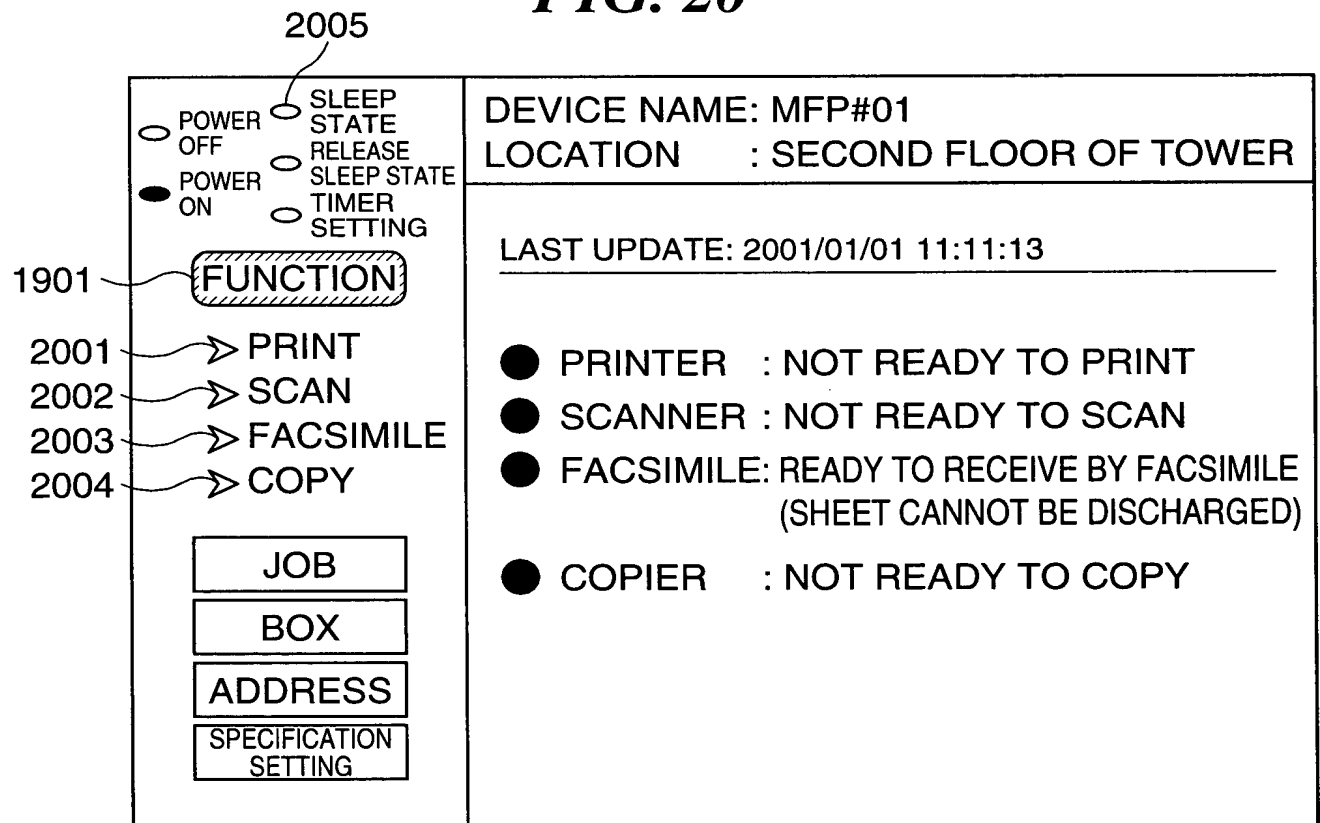 FIG. 20
2005
POWER OFF
POWER ON
SLEEP STATE
RELEASE SLEEP STATE
TIMER SETTING
1901
FUNCTION
2001
PRINT
2002
SCAN
2003
FACSIMILE
2004
COPY
JOB
BOX
ADDRESS
SPECIFICATION
SETTING
DEVICE NAME: MFP#01
LOCATION : SECOND FLOOR OF TOWER
LAST UPDATE: 2001/01/01 11:11:13
PRINTER : NOT READY TO PRINT
SCANNER : NOT READY TO SCAN
FACSIMILE: READY TO RECEIVE BY FACSIMILE
(SHEET CANNOT BE DISCHARGED)
COPIER : NOT READY TO COPY